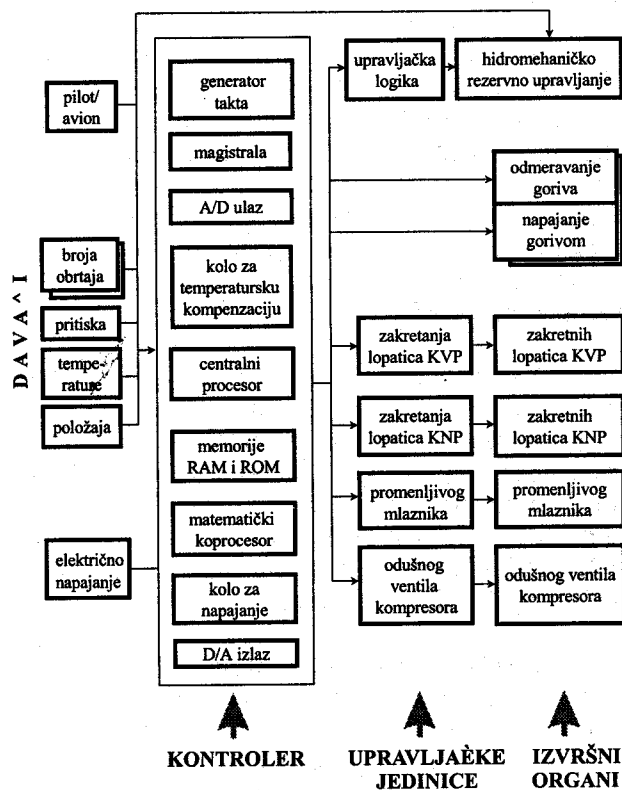 pilot/
avion
DAVA^I
broja
obrtaja
pritiska
tempe-
rature
položaja
električno
napajanje
generator
takta
magistrala
A/D ulaz
kolo za
temperatursku
kompenzaciju
centralni
procesor
memorije
RAM i ROM
matematički
koprocesor
kolo za
napajanje
D/A izlaz
upravljačka
logika
hidromehaničko
rezervno upravljanje
odmeravanje
goriva
napajanje
gorivom
zakretanja
lopatica KVP
zakretnih
lopatica KVP
zakretanja
lopatica KNP
zakretnih
lopatica KNP
promenljivog
mlaznika
promenljivog
mlaznika
odušnog
ventila
kompresora
odušnog ventila
kompresora
KONTROLER
UPRAVLJAÈKE
JEDINICE
IZVRŠNI
ORGANI